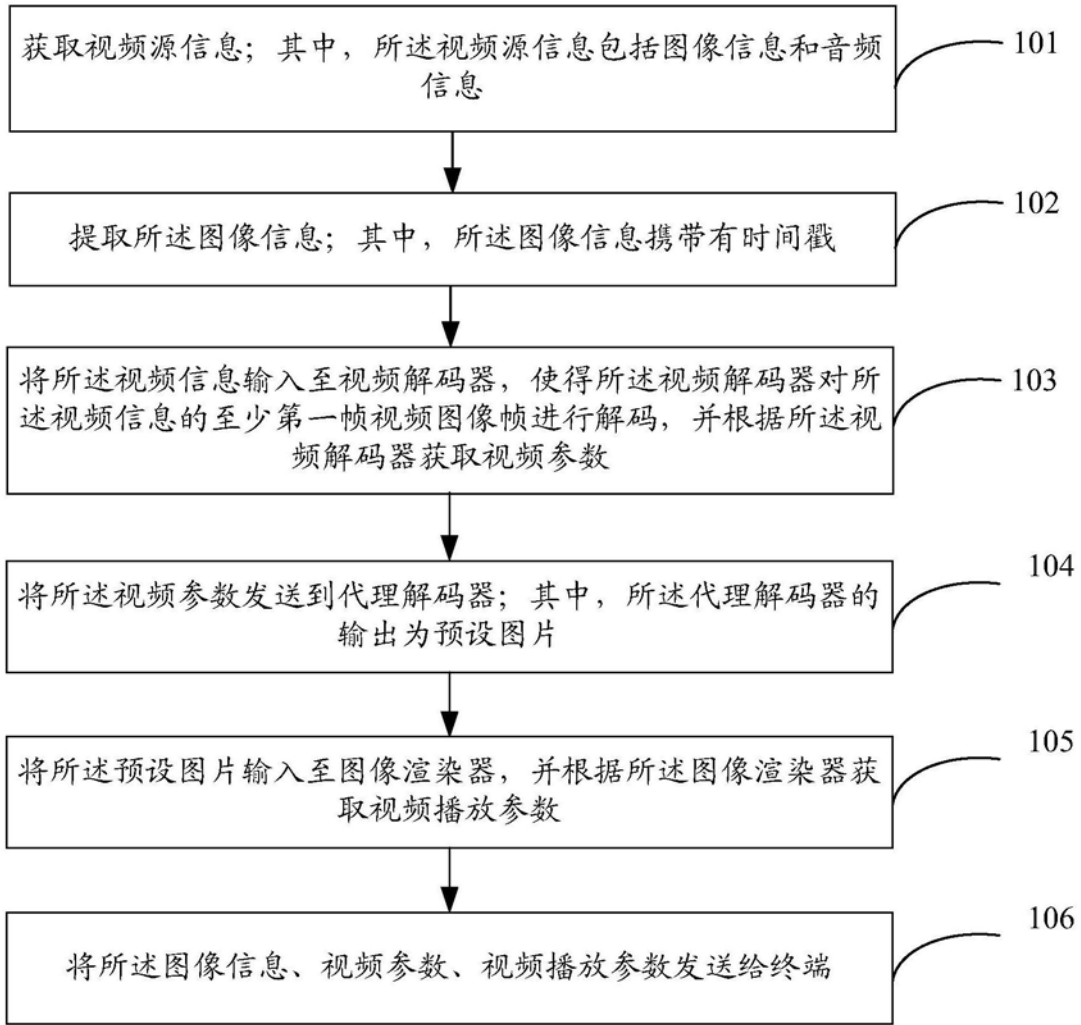 获取视频源信息；其中，所述视频源信息包括图像信息和音频
信息
101
提取所述图像信息；其中，所述图像信息携带有时间戳
102
将所述视频信息输入至视频解码器，使得所述视频解码器对所
述视频信息的至少第一帧视频图像帧进行解码，并根据所述视
频解码器获取视频参数
103
将所述视频参数发送到代理解码器；其中，所述代理解码器的
输出为预设图片
104
将所述预设图片输入至图像渲染器，并根据所述图像渲染器获
取视频播放参数
105
将所述图像信息、视频参数、视频播放参数发送给终端
106